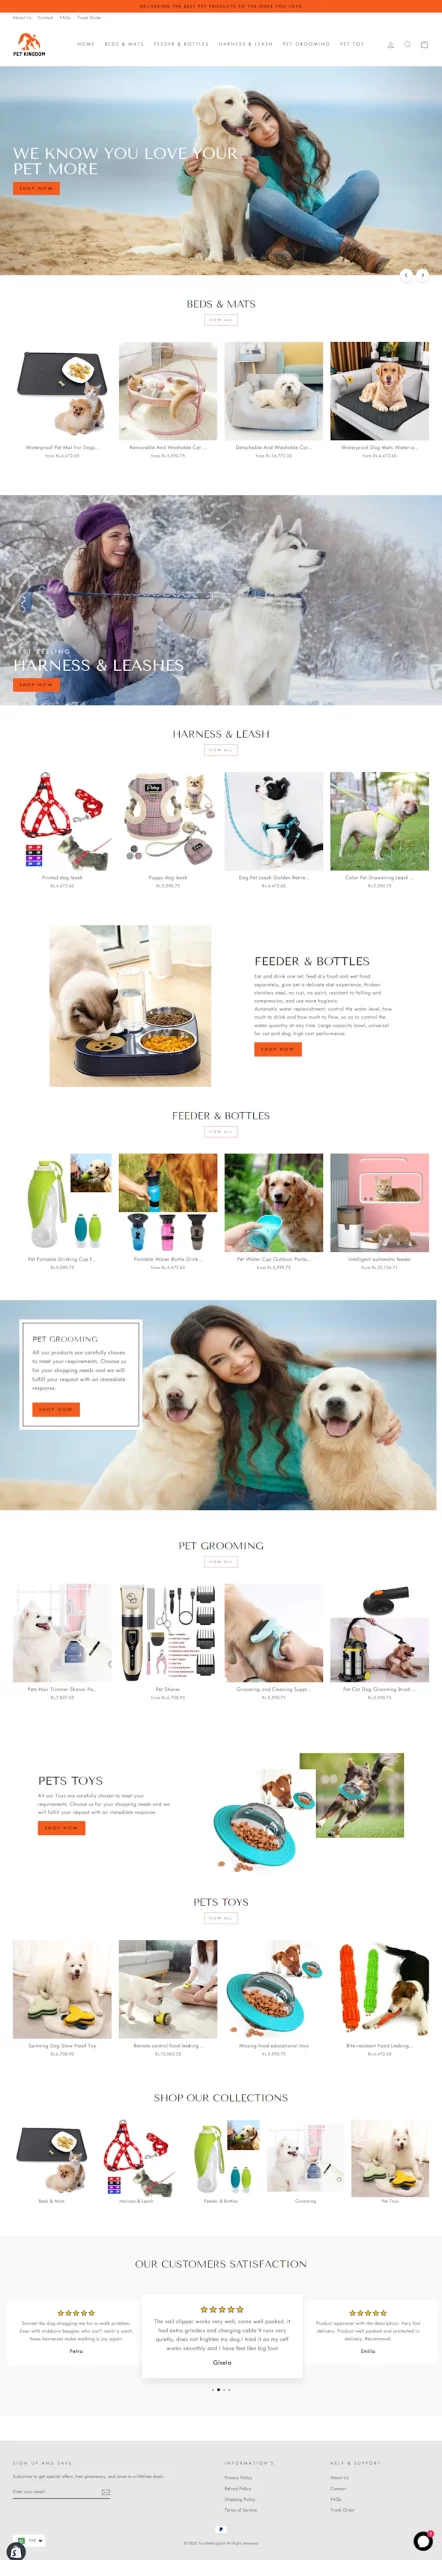 DELIVERING THE BEST PET PRODUCTS TO THE ONES YOU LOVE.
About Us Contact FAQs Track Order
PET KINGDOM
HOME BEDS & MATS FEEDER & BOTTLES HARNESS & LEASH PET GROOMING PET TOY
WE KNOW YOU LOVE YOUR
PET MORE
SHOP NOW
BEDS & MATS
VIEW ALL
Waterproof Pet Mat For Dogs...
from Rs.4,472.60
Removable And Washable Cat ...
from Rs.5,590.75
Detachable And Washable Car...
from Rs.16,772.26
Waterproof Dog Mats Water-a...
from Rs.4,472.60
BEST SELLING
HARNESS & LEASHES
SHOP NOW
HARNESS & LEASH
VIEW ALL
Printed dog leash
Rs.4,472.60
Puppy dog leash
Rs.5,590.75
Dog Pet Leash Golden Retrie...
Rs.4,472.60
Color Pet Drawstring Leash ...
Rs.5,590.75
FEEDER & BOTTLES
Eat and drink one set, feed dry food and wet food
separately, give pet a delicate diet experience, thicken
stainless steel, no rust, no paint, resistant to falling and
compression, and use more hygienic.
Automatic water replenishment, control the water level, how
much to drink and how much to flow, so as to control the
water quantity at any time. Large capacity bowl, universal
for cat and dog, high cost performance.
SHOP NOW
FEEDER & BOTTLES
VIEW ALL
Pet Portable Drinking Cup F...
Rs.5,590.75
Portable Water Bottle Drink...
from Rs.4,472.60
Pet Water Cup Outdoor Porta...
from Rs.5,590.75
Intelligent automatic feeder
from Rs.20,126.71
PET GROOMING
All our products are carefully chosen
to meet your requirements. Choose us
for your shopping needs and we will
fulfill your request with an immediate
response.
SHOP NOW
PET GROOMING
VIEW ALL
Pets Hair Trimmer Shaver Pe...
Rs.7,827.05
Pet Shaver
from Rs.6,708.90
Grooming and Cleaning Suppl...
Rs.5,590.75
Pet Cat Dog Grooming Brush ...
Rs.5,590.75
PETS TOYS
All our Toys are carefully chosen to meet your
requirements. Choose us for your shopping needs and we
will fulfill your request with an immediate response.
SHOP NOW
PETS TOYS
VIEW ALL
Spinning Dog Slow Food Toy
Rs.6,708.90
Remote control food leaking...
Rs.10,063.35
Missing food educational toys
Rs.5,590.75
Bite resistant Food Leaking...
Rs.4,472.60
SHOP OUR COLLECTIONS
Beds & Mats
Harness & Leash
Feeder & Bottles
Grooming
Pet Toys
OUR CUSTOMERS SATISFACTION
Solved the dog-dragging me for-a-walk problem.
Even with stubborn beagles who can't resist a scent,
these harnesses make walking a joy again.
Petra
The nail clipper works very well, came well packed, it
had extra grinders and charging cable it runs very
quietly, does not frighten my dog.I tried it on my self
works smoothly and I have feet like big foot
Gisela
Product approval with the description. Very fast
delivery. Product well packed and promoted in
delivery. Recommend.
Emilia
SIGN UP AND SAVE
Subscribe to get special offers, free giveaways, and once-in-a-lifetime deals.
Enter your email
INFORMATION'S
Privacy Policy
Refund Policy
Shipping Policy
Terms of Service
HELP & SUPPORT
About Us
Contact
FAQs
Track Order